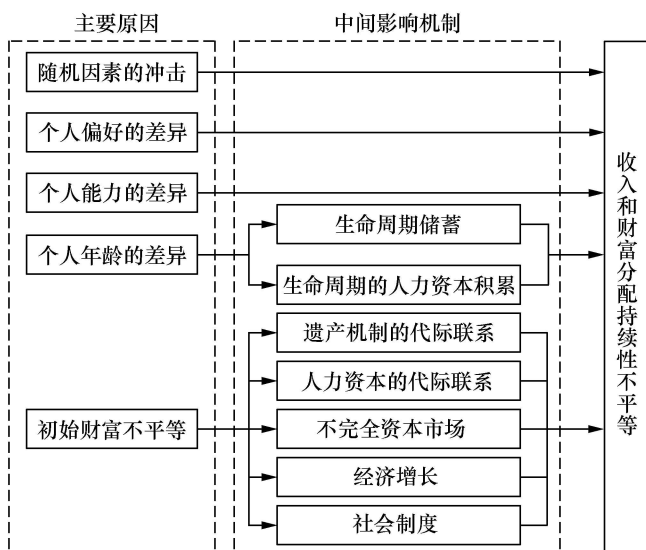 主要原因
中间影响机制
随机因素的冲击
个人偏好的差异
个人能力的差异
个人年龄的差异
生命周期储蓄
生命周期的人力资本积累
遗产机制的代际联系
人力资本的代际联系
初始财富不平等
不完全资本市场
经济增长
社会制度
收入和财富分配持续性不平等